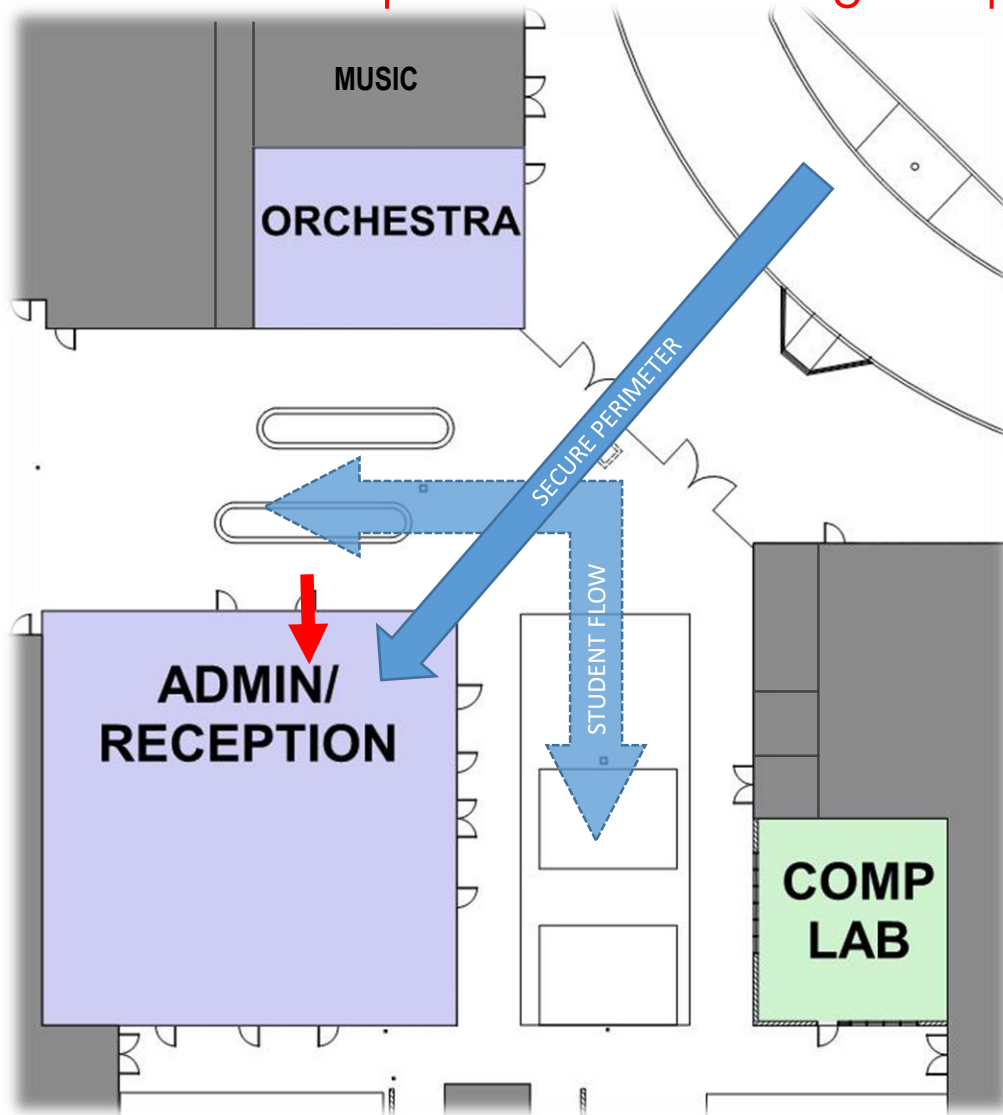 MUSIC
ORCHESTRA
SECURE PERIMETER
STUDENT FLOW
ADMIN/
RECEPTION
COMP
LAB